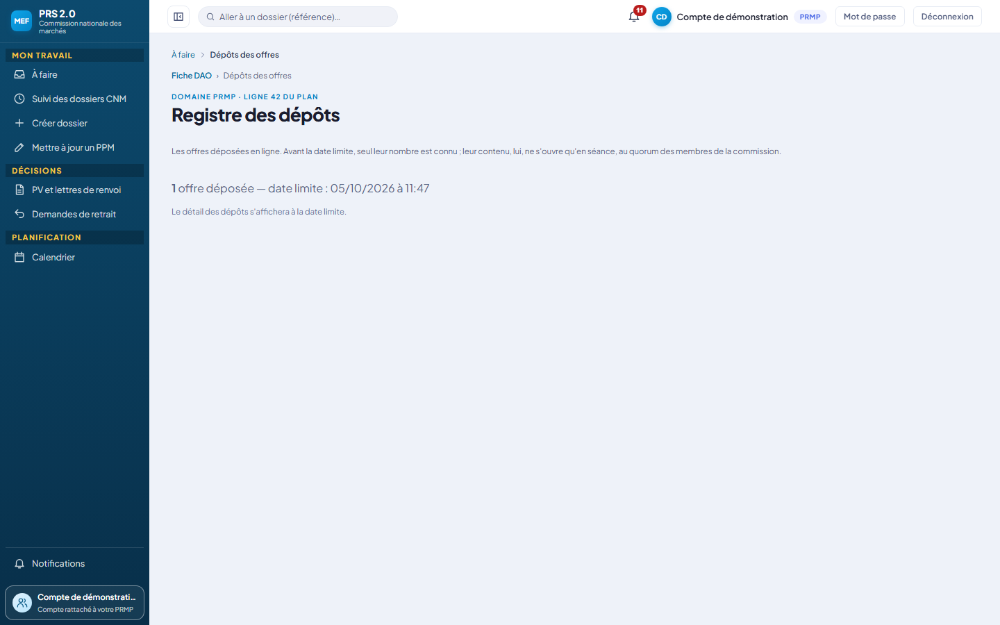 MEF
PRS 2.0
Commission nationale des
marchés
MON TRAVAIL
À faire
Suivi des dossiers CNM
Créer dossier
Mettre à jour un PPM
DÉCISIONS
PV et lettres de renvoi
Demandes de retrait
PLANIFICATION
Calendrier
Notifications
Compte de démonstrati...
Compte rattaché à votre PRMP
Aller à un dossier (référence)...
11
CD
Compte de démonstration
PRMP
Mot de passe
Déconnexion
À faire > Dépôts des offres
Fiche DAO › Dépôts des offres
DOMAINE PRMP · LIGNE 42 DU PLAN
Registre des dépôts
Les offres déposées en ligne. Avant la date limite, seul leur nombre est connu ; leur contenu, lui, ne s'ouvre qu'en séance, au quorum des membres de la commission.
1 offre déposée — date limite : 05/10/2026 à 11:47
Le détail des dépôts s'affichera à la date limite.